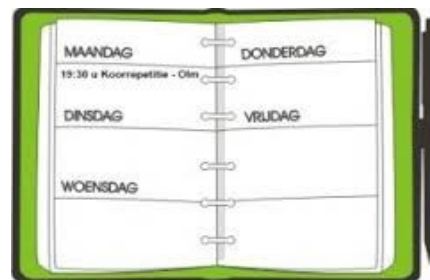 MAANDAG
19:30 u Koorrepetitie - Olm
DINSDAG
WOENSDAG
DONDERDAG
VRIJDAG